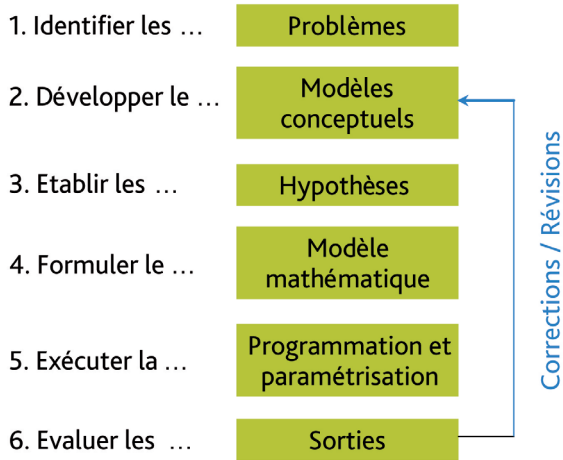 1. Identifier les … Problèmes
2. Développer le … Modèles
conceptuels
3. Etablir les … Hypothèses
4. Formuler le … Modèle
mathématique
5. Exécuter la … Programmation et
paramétrisation
6. Evaluer les … Sorties
Corrections / Révisions